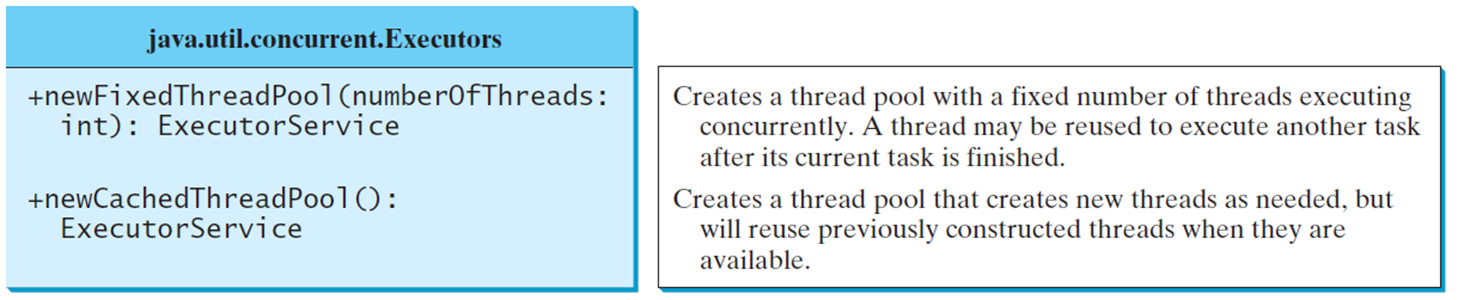 java.util.concurrent.Executors
+newFixedThreadPool(numberOfThreads:
int): ExecutorService
Creates a thread pool with a fixed number of threads executing
concurrently. A thread may be reused to execute another task
after its current task is finished.
+newCachedThreadPool():
ExecutorService
Creates a thread pool that creates new threads as needed, but
will reuse previously constructed threads when they are
available.